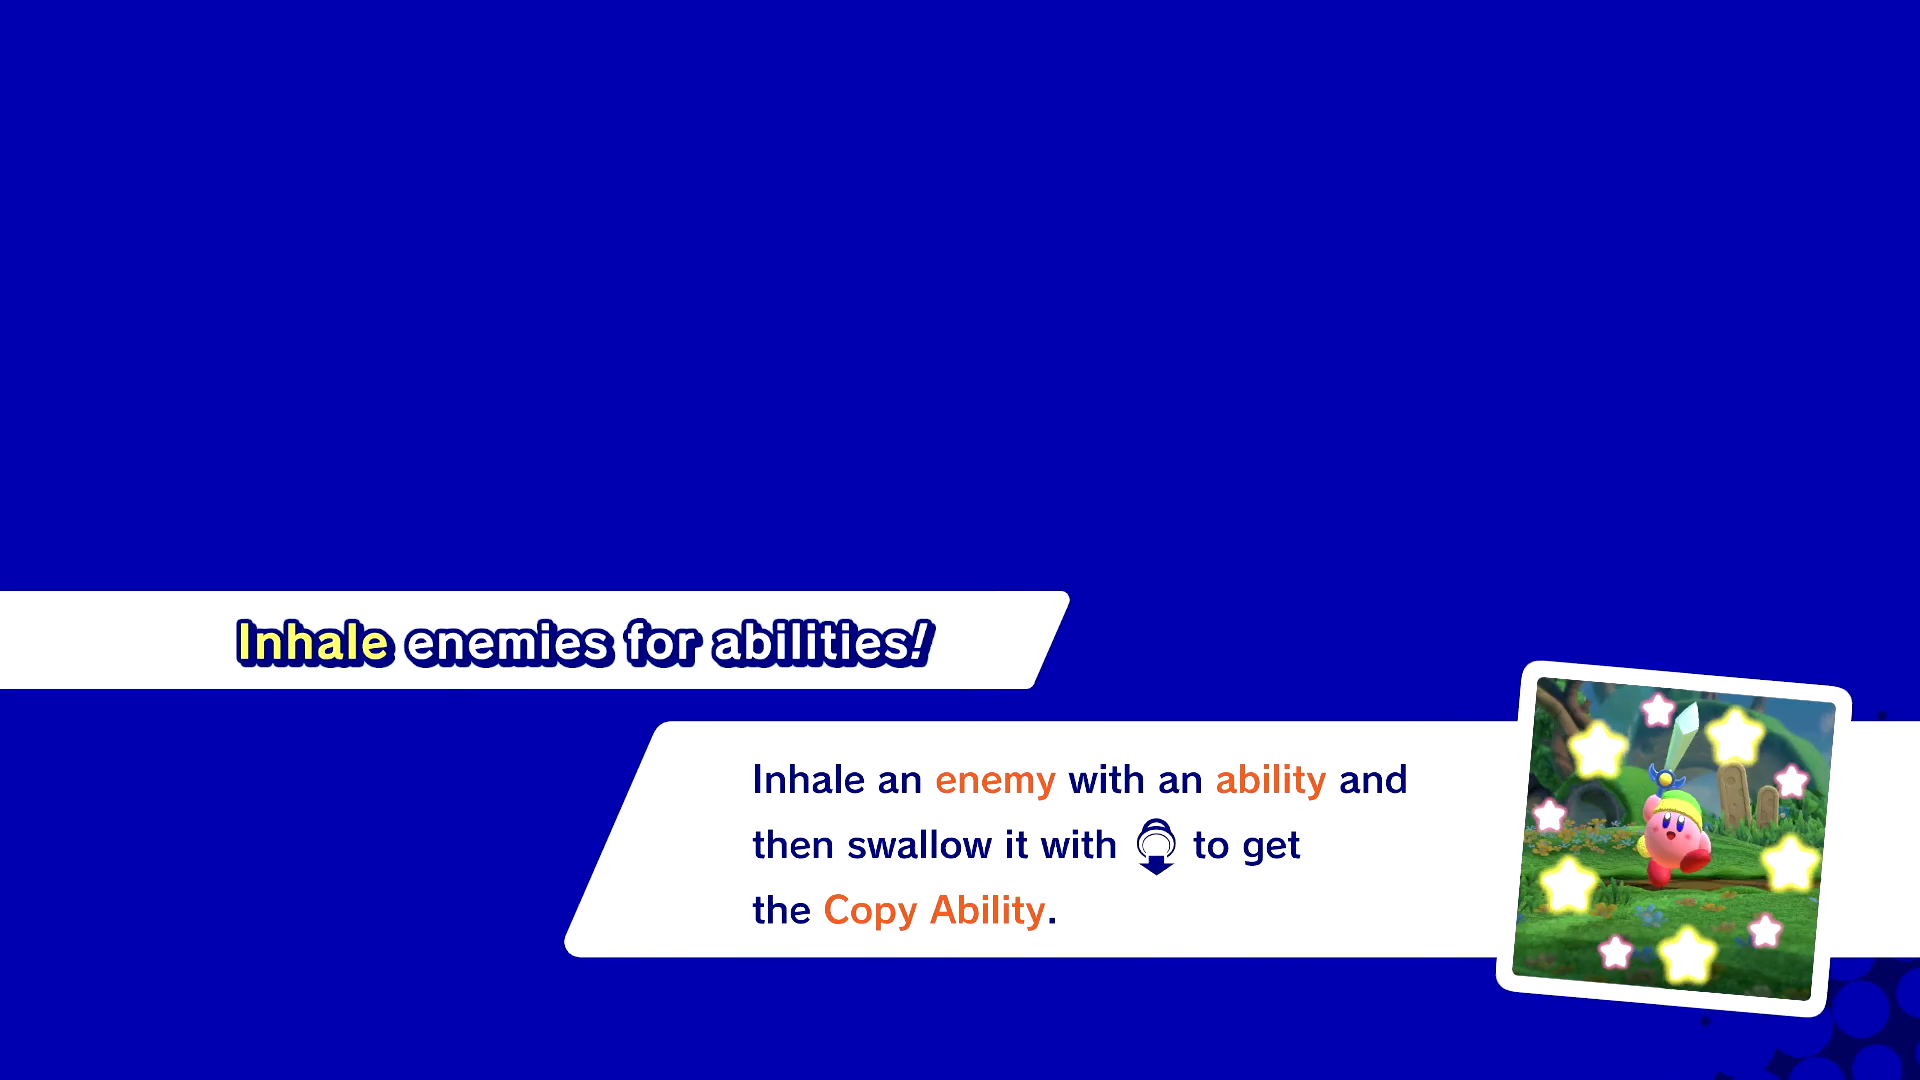 Inhale enemies for abilities!
Inhale an enemy with an ability and
then swallow it with to get
the Copy Ability.